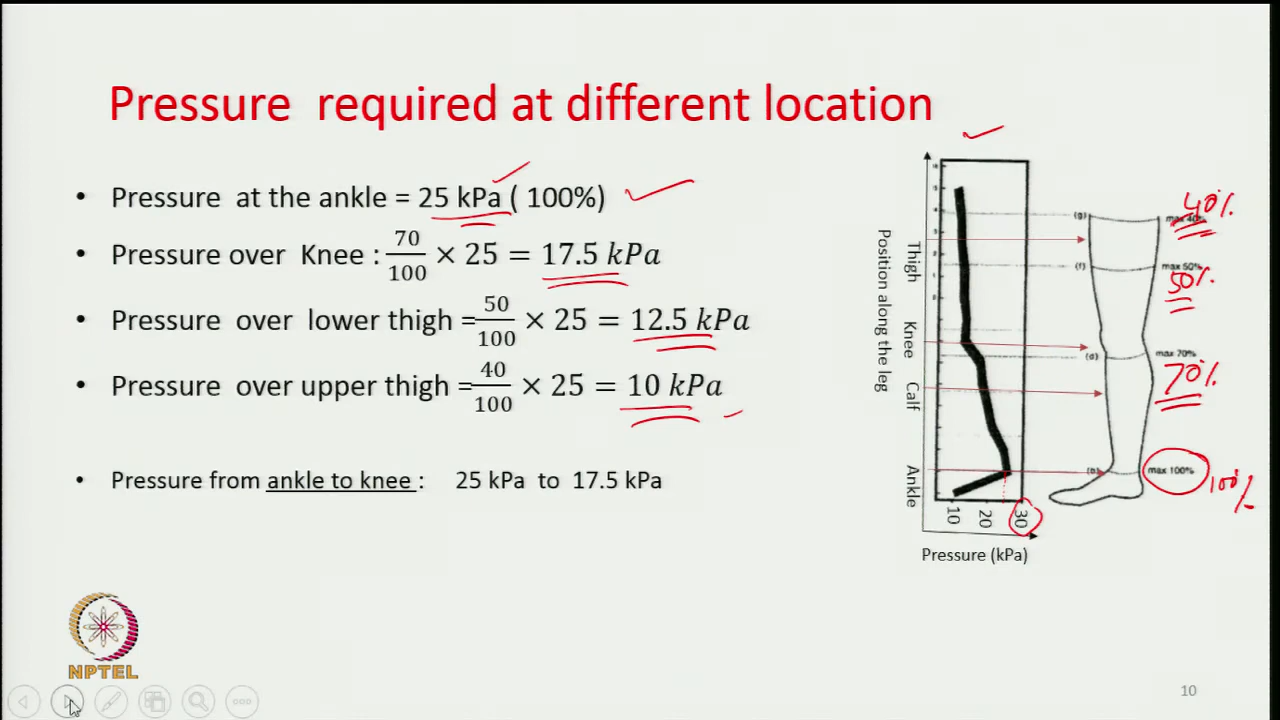 Pressure required at different location
• Pressure at the ankle = 25 kPa ( 100%)
• Pressure over Knee : 70/100 × 25 = 17.5 kPa
• Pressure over lower thigh = 50/100 × 25 = 12.5 kPa
• Pressure over upper thigh = 40/100 × 25 = 10 kPa
• Pressure from ankle to knee : 25 kPa to 17.5 kPa
Position along the leg
Thigh
Knee
Calf
Ankle
10
20
30
Pressure (kPa)
(g)
max 40%
40%
(f)
max 50%
50%
(d)
max 70%
70%
(b)
max 100%
100%
NPTEL
10